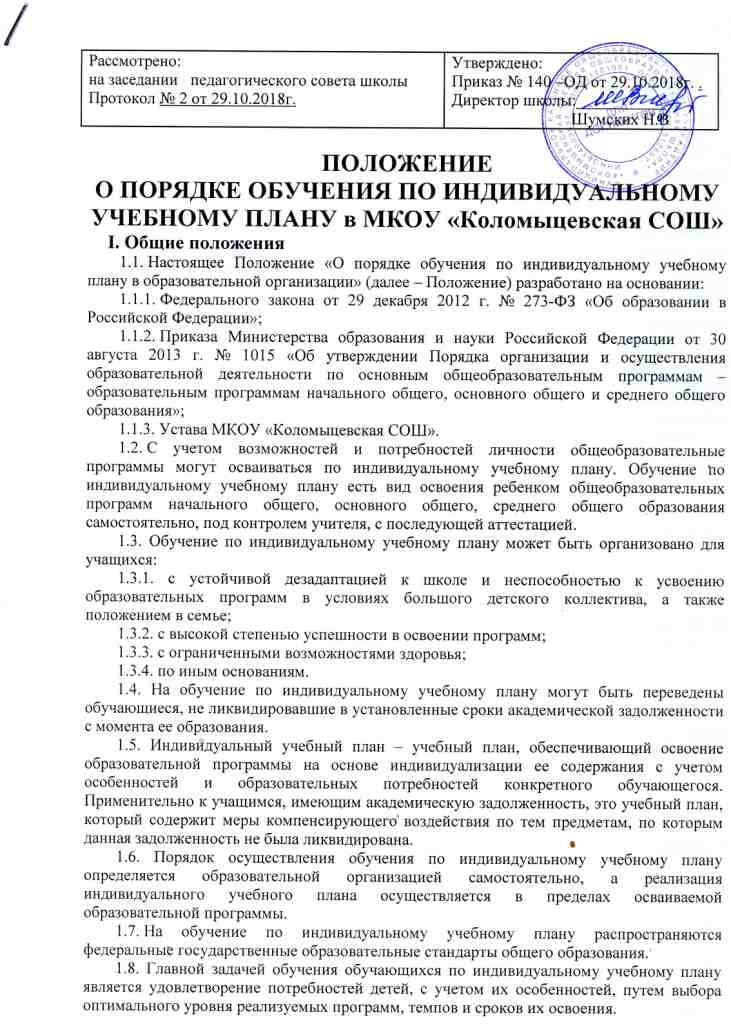 Рассмотрено:
на заседании педагогического совета школы
Протокол № 2 от 29.10.2018г.
Утверждено:
Приказ № 140 –ОД от 29.10.2018г. .
Директор школы:
Шумских Н.В
ПОЛОЖЕНИЕ
О ПОРЯДКЕ ОБУЧЕНИЯ ПО ИНДИВИДУАЛЬНОМУ
УЧЕБНОМУ ПЛАНУ в МКОУ «Коломыцевская СОШ»
I. Общие положения
1.1. Настоящее Положение «О порядке обучения по индивидуальному учебному
плану в образовательной организации» (далее – Положение) разработано на основании:
1.1.1. Федерального закона от 29 декабря 2012 г. № 273-ФЗ «Об образовании в
Российской Федерации»;
1.1.2. Приказа Министерства образования и науки Российской Федерации от 30
августа 2013 г. № 1015 «Об утверждении Порядка организации и осуществления
образовательной деятельности по основным общеобразовательным программам –
образовательным программам начального общего, основного общего и среднего общего
образования»;
1.1.3. Устава МКОУ «Коломыцевская СОШ».
1.2. С учетом возможностей и потребностей личности общеобразовательные
программы могут осваиваться по индивидуальному учебному плану. Обучение по
индивидуальному учебному плану есть вид освоения ребенком общеобразовательных
программ начального общего, основного общего, среднего общего образования
самостоятельно, под контролем учителя, с последующей аттестацией.
1.3. Обучение по индивидуальному учебному плану может быть организовано для
учащихся:
1.3.1. с устойчивой дезадаптацией к школе и неспособностью к усвоению
образовательных программ в условиях большого детского коллектива, а также
положением в семье;
1.3.2. с высокой степенью успешности в освоении программ;
1.3.3. с ограниченными возможностями здоровья;
1.3.4. по иным основаниям.
1.4. На обучение по индивидуальному учебному плану могут быть переведены
обучающиеся, не ликвидировавшие в установленные сроки академической задолженности
с момента ее образования.
1.5. Индивидуальный учебный план – учебный план, обеспечивающий освоение
образовательной программы на основе индивидуализации ее содержания с учетом
особенностей и образовательных потребностей конкретного обучающегося.
Применительно к учащимся, имеющим академическую задолженность, это учебный план,
который содержит меры компенсирующего воздействия по тем предметам, по которым
данная задолженность не была ликвидирована.
1.6. Порядок осуществления обучения по индивидуальному учебному плану
определяется образовательной организацией самостоятельно, а реализация
индивидуального учебного плана осуществляется в пределах осваиваемой
образовательной программы.
1.7. На обучение по индивидуальному учебному плану распространяются
федеральные государственные образовательные стандарты общего образования.
1.8. Главной задачей обучения обучающихся по индивидуальному учебному плану
является удовлетворение потребностей детей, с учетом их особенностей, путем выбора
оптимального уровня реализуемых программ, темпов и сроков их освоения.